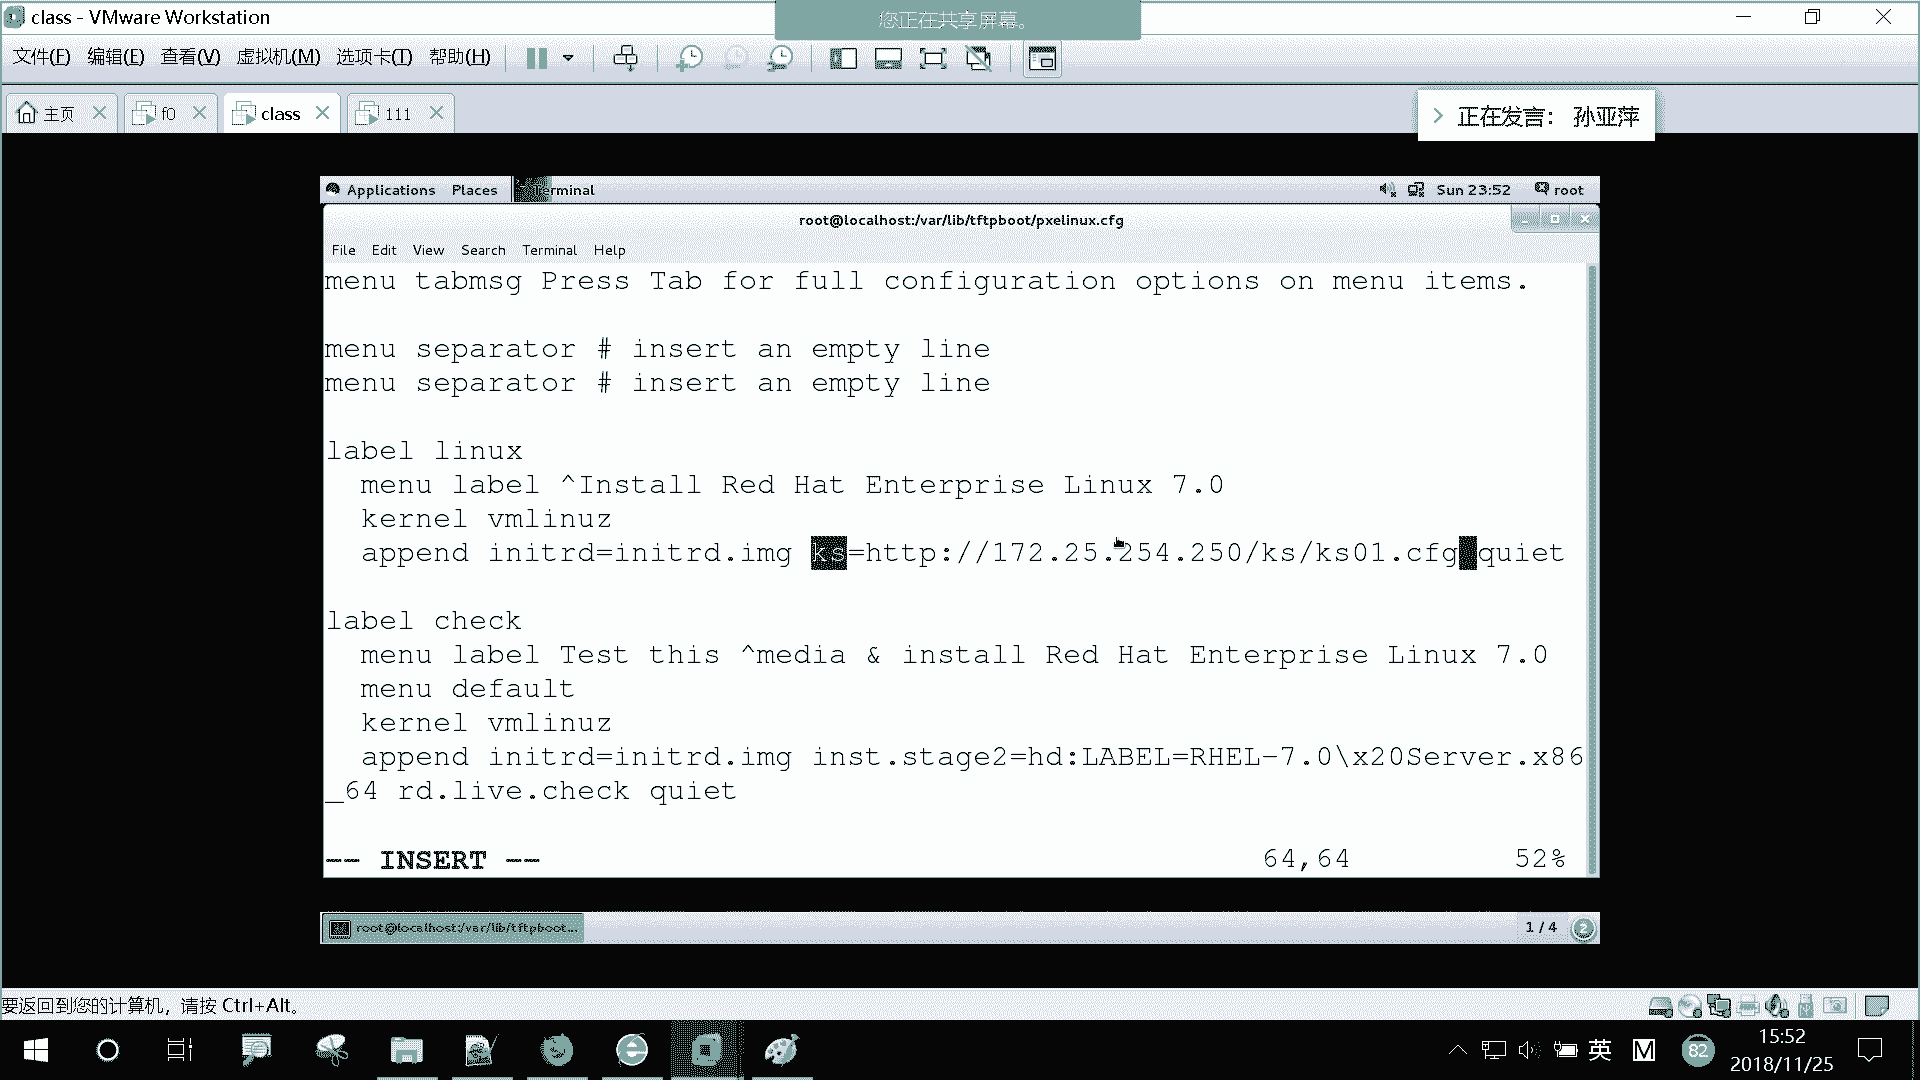 class - VMware Workstation
您正在共享屏幕。
文件(F) 编辑(E) 查看(V) 虚拟机(M) 选项卡(T) 帮助(H)
主页 f0 class 111
正在发言: 孙亚萍
Applications Places Terminal Sun 23:52 root
root@localhost:/var/lib/tftpboot/pxelinux.cfg
File Edit View Search Terminal Help
menu tabmsg Press Tab for full configuration options on menu items.
menu separator # insert an empty line
menu separator # insert an empty line
label linux
menu label ^Install Red Hat Enterprise Linux 7.0
kernel vmlinuz
append initrd=initrd.img ks=http://172.25.254.250/ks/ks01.cfg quiet
label check
menu label Test this ^media & install Red Hat Enterprise Linux 7.0
menu default
kernel vmlinuz
append initrd=initrd.img inst.stage2=hd:LABEL=RHEL-7.0\x20Server.x86
_64 rd.live.check quiet
-- INSERT -- 64,64 52%
root@localhost:/var/lib/tftpboot... 1 / 4 2
要返回到您的计算机，请按 Ctrl+Alt。
英 M 82 15:52
2018/11/25